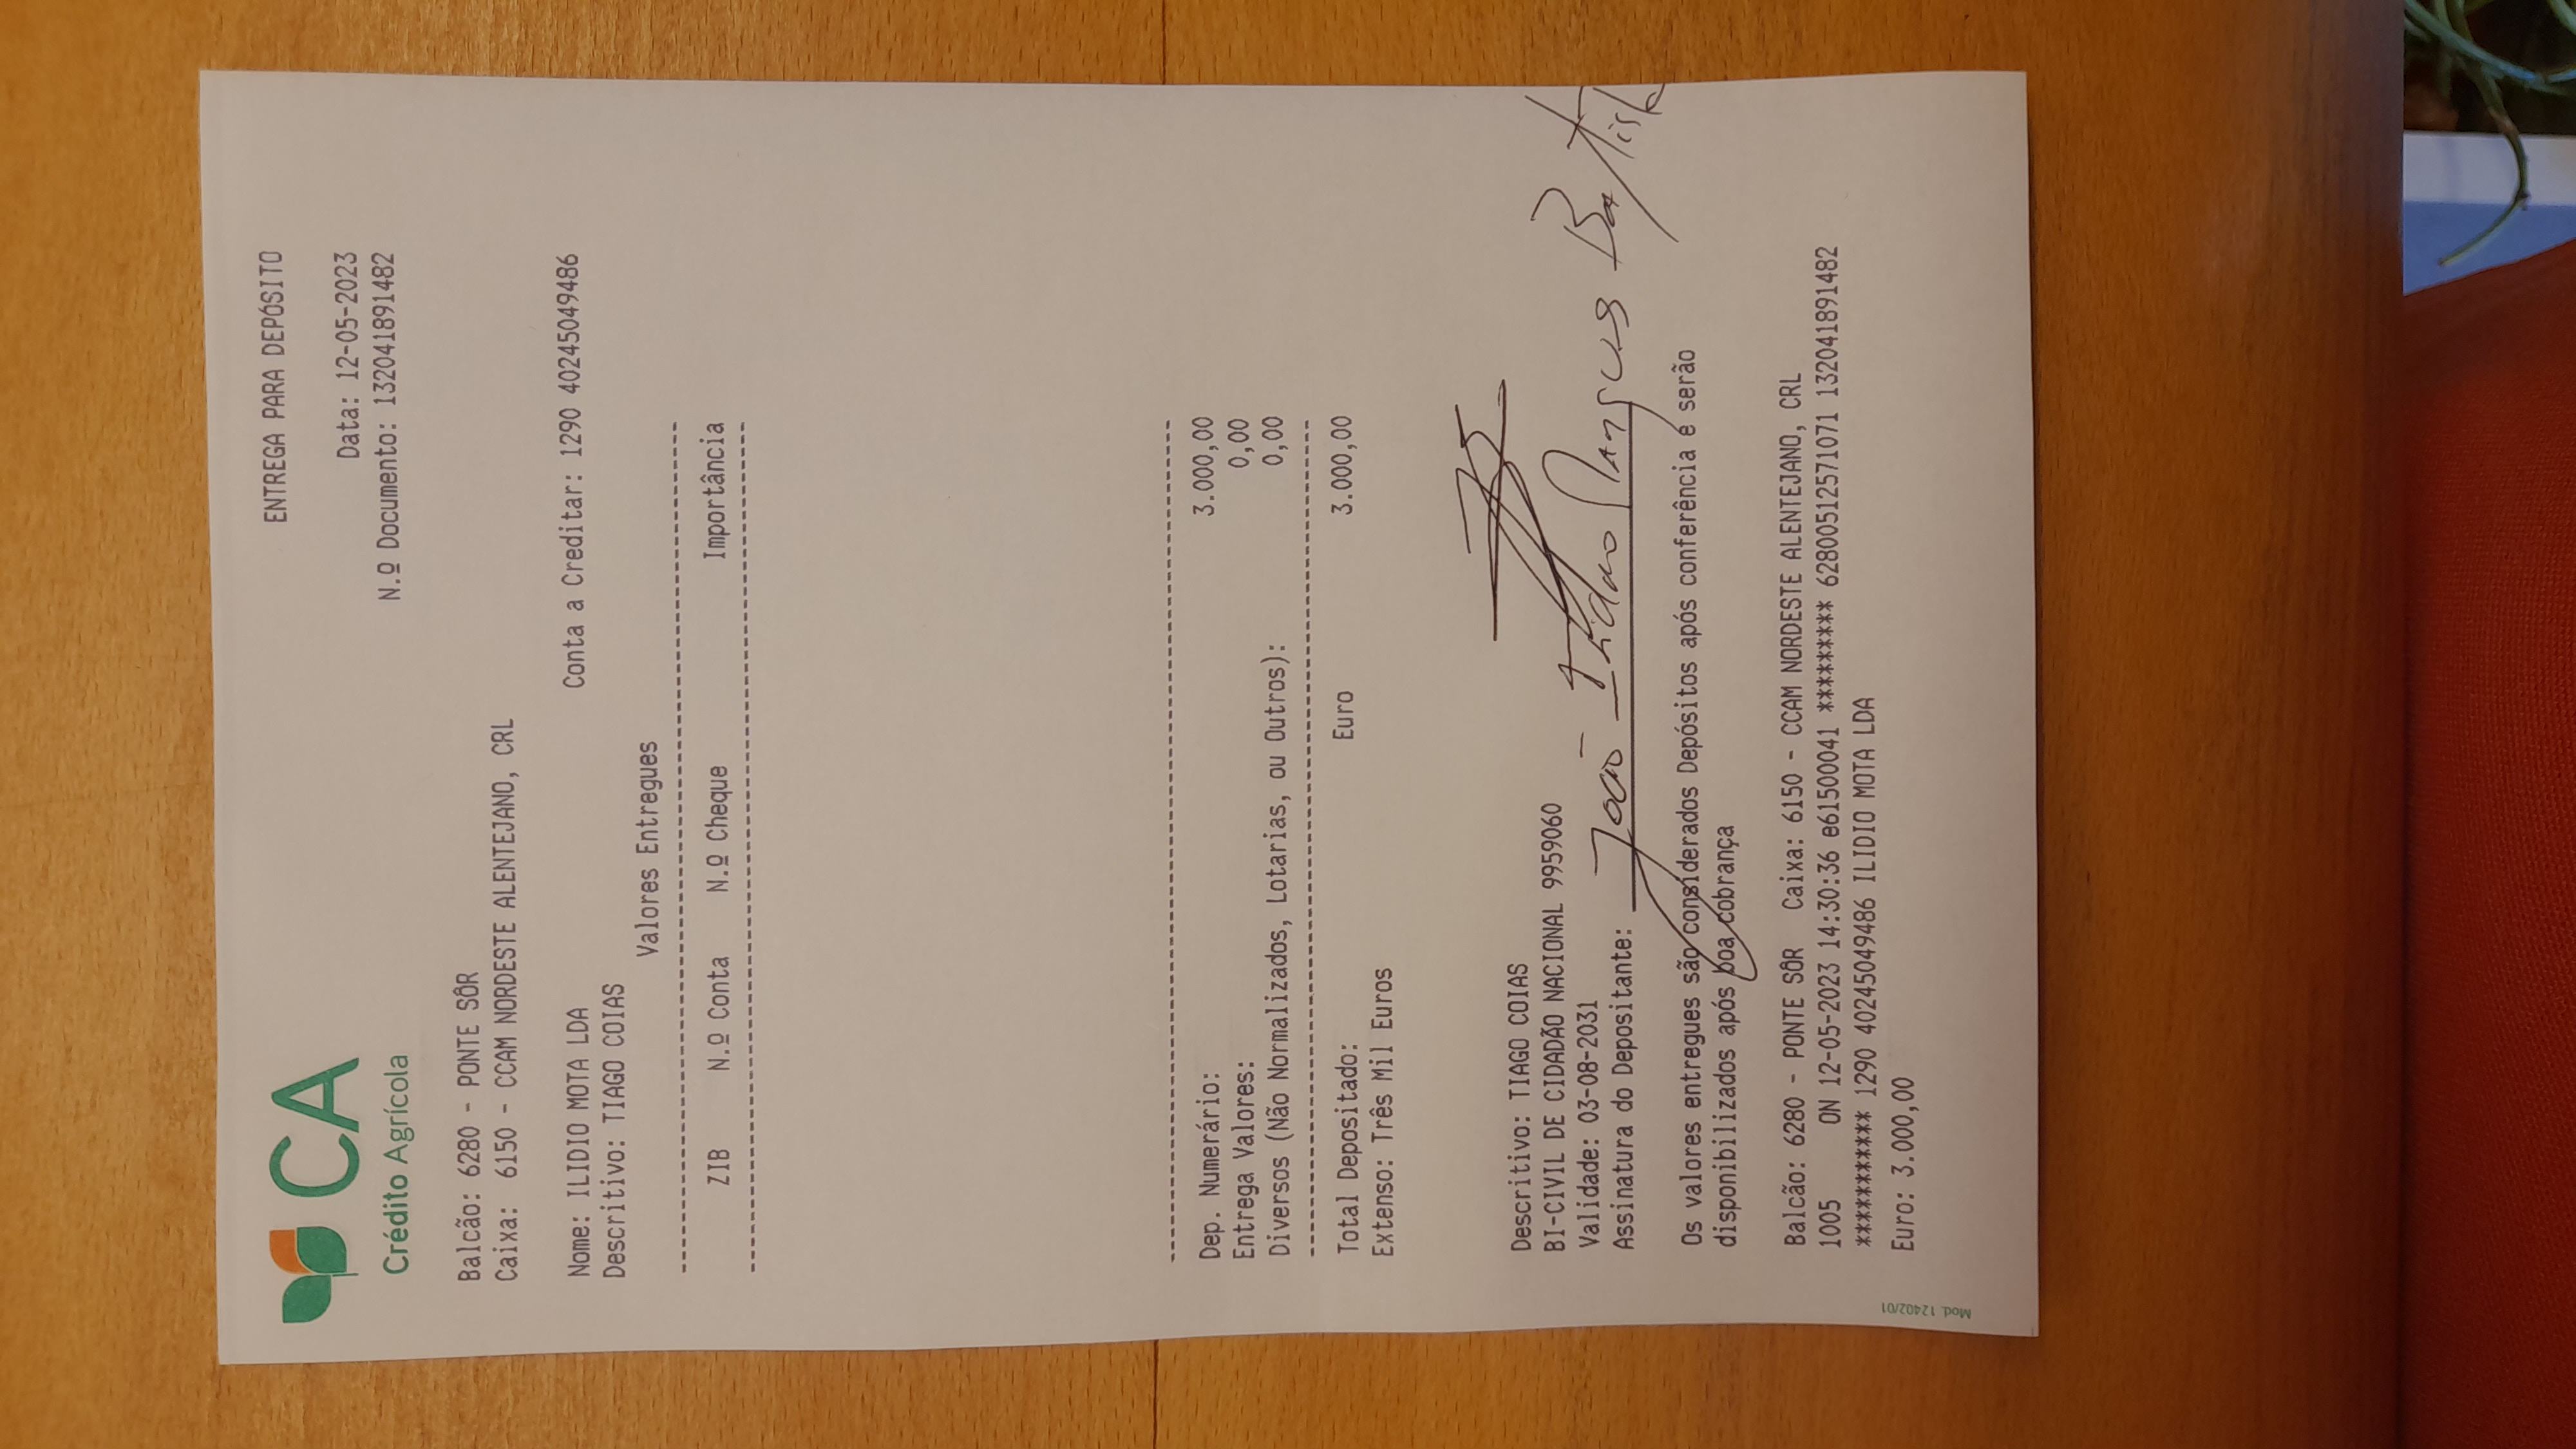 CA
Crédito Agrícola
ENTREGA PARA DEPÓSITO
Data: 12-05-2023
N.º Documento: 132041891482
Balcão: 6280 - PONTE SÔR
Caixa: 6150 - CCAM NORDESTE ALENTEJANO, CRL
Conta a Creditar: 1290 40245049486
Nome: ILIDIO MOTA LDA
Descritivo: TIAGO COIAS
Valores Entregues
ZIB N.º Conta N.º Cheque Importância
Dep. Numerário: 3.000,00
Entrega Valores: 0,00
Diversos (Não Normalizados, Lotarias, ou Outros): 0,00
Total Depositado: Euro 3.000,00
Extenso: Três Mil Euros
Descritivo: TIAGO COIAS
BI-CIVIL DE CIDADÃO NACIONAL 9959060
Validade: 03-08-2031
Assinatura do Depositante: João Batista
Os valores entregues são considerados Depósitos após conferência e serão
disponibilizados após boa cobrança
Balcão: 6280 - PONTE SÔR Caixa: 6150 - CCAM NORDESTE ALENTEJANO, CRL
1005 ON 12-05-2023 14:30:36 e61500041 ******** 62800512571071 132041891482
********** 1290 40245049486 ILIDIO MOTA LDA
Euro: 3.000,00
Mod. 12402/01